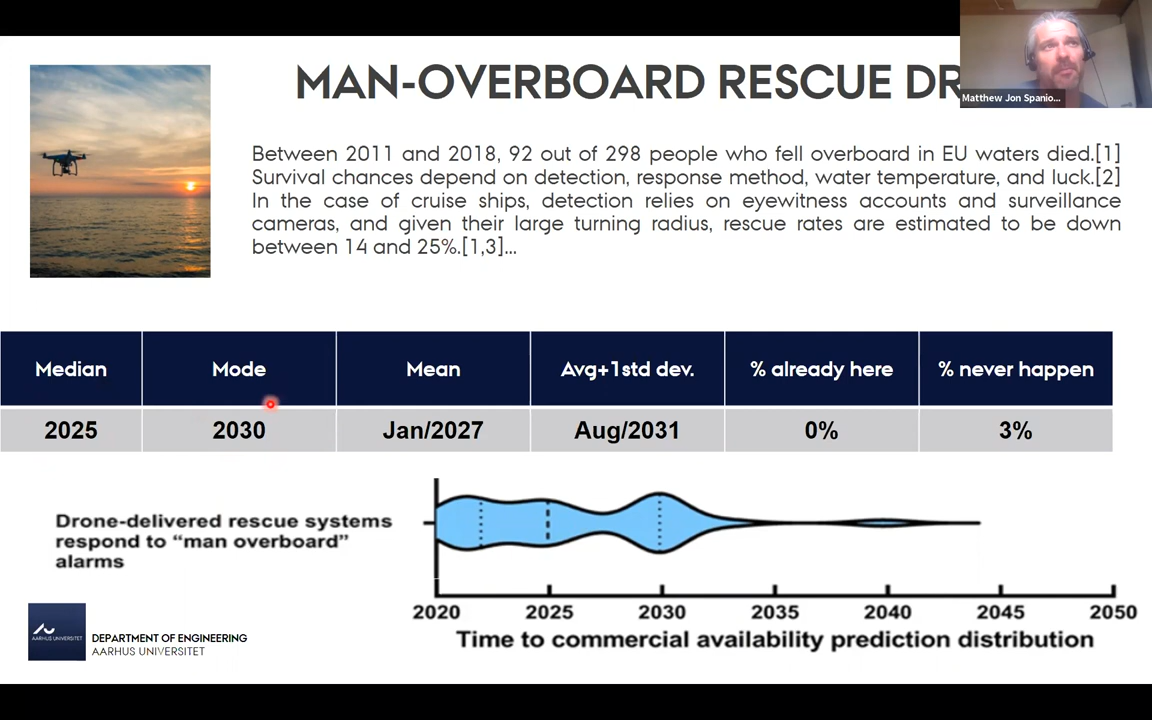 MAN-OVERBOARD RESCUE
Matthew Jon Spanio...
Between 2011 and 2018, 92 out of 298 people who fell overboard in EU waters died.[1]
Survival chances depend on detection, response method, water temperature, and luck.[2]
In the case of cruise ships, detection relies on eyewitness accounts and surveillance
cameras, and given their large turning radius, rescue rates are estimated to be down
between 14 and 25%.[1,3]...
Median Mode Mean Avg+1std dev. % already here % never happen
2025 2030 Jan/2027 Aug/2031 0% 3%
Drone-delivered rescue systems
respond to “man overboard”
alarms
2020 2025 2030 2035 2040 2045 2050
Time to commercial availability prediction distribution
AARHUS UNIVERSITET
DEPARTMENT OF ENGINEERING
AARHUS UNIVERSITET